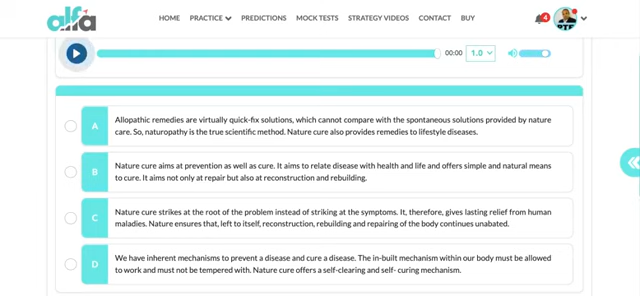 alfa
HOME PRACTICE PREDICTIONS MOCK TESTS STRATEGY VIDEOS CONTACT BUY
4
PTE
00:00 1.0
A
Allopathic remedies are virtually quick-fix solutions, which cannot compare with the spontaneous solutions provided by nature
care. So, naturopathy is the true scientific method. Nature cure also provides remedies to lifestyle diseases.
B
Nature cure aims at prevention as well as cure. It aims to relate disease with health and life and offers simple and natural means
to cure. It aims not only at repair but also at reconstruction and rebuilding.
C
Nature cure strikes at the root of the problem instead of striking at the symptoms. It, therefore, gives lasting relief from human
maladies. Nature ensures that, left to itself, reconstruction, rebuilding and repairing of the body continues unabated.
D
We have inherent mechanisms to prevent a disease and cure a disease. The in-built mechanism within our body must be allowed
to work and must not be tempered with. Nature cure offers a self-clearing and self- curing mechanism.